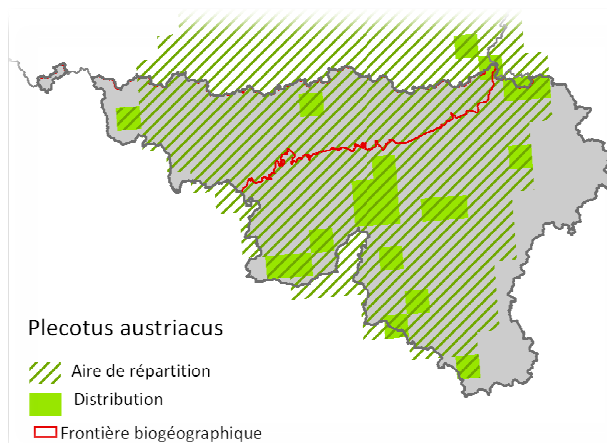 Plecotus austriacus
Aire de répartition
Distribution
Frontière biogéographique